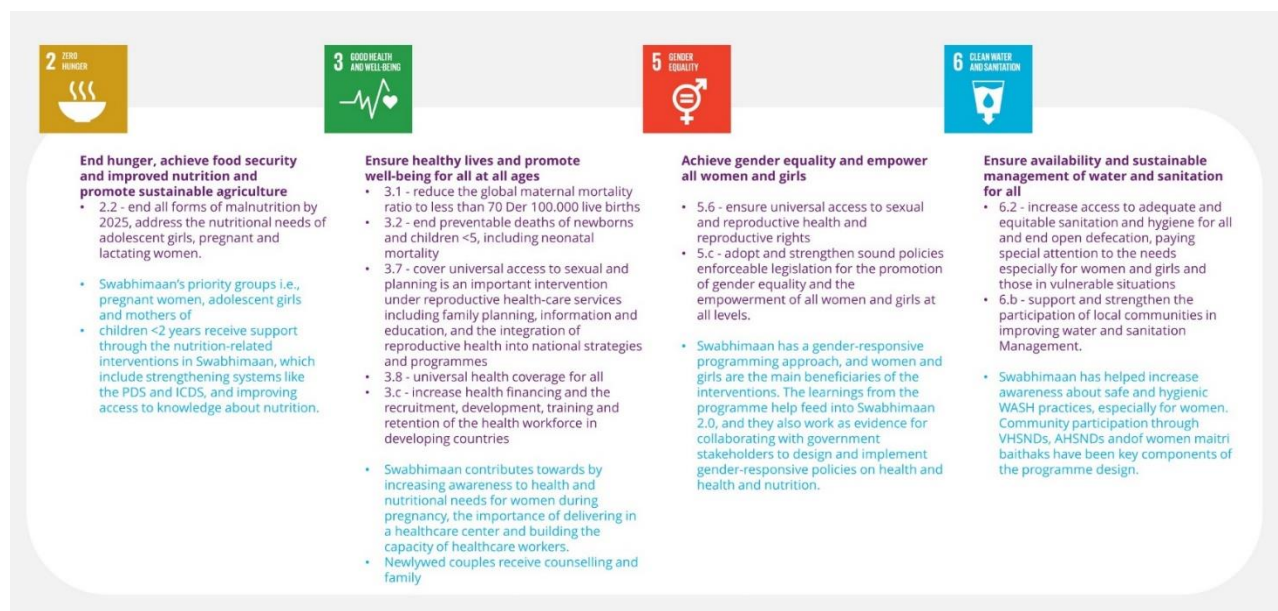 2 ZERO
HUNGER
End hunger, achieve food security
and improved nutrition and
promote sustainable agriculture
• 2.2 - end all forms of malnutrition by
2025, address the nutritional needs of
adolescent girls, pregnant and
lactating women.
• Swabhimaan's priority groups i.e.,
pregnant women, adolescent girls
and mothers of
• children <2 years receive support
through the nutrition-related
interventions in Swabhimaan, which
include strengthening systems like
the PDS and ICDS, and improving
access to knowledge about nutrition.
3 GOOD HEALTH
AND WELL-BEING
Ensure healthy lives and promote
well-being for all at all ages
• 3.1 - reduce the global maternal mortality
ratio to less than 70 Der 100.000 live births
• 3.2 - end preventable deaths of newborns
and children <5, including neonatal
mortality
• 3.7 - cover universal access to sexual and
planning is an important intervention
under reproductive health-care services
including family planning, information and
education, and the integration of
reproductive health into national strategies
and programmes
• 3.8 - universal health coverage for all
• 3.c - increase health financing and the
recruitment, development, training and
retention of the health workforce in
developing countries
• Swabhimaan contributes towards by
increasing awareness to health and
nutritional needs for women during
pregnancy, the importance of delivering in
a healthcare center and building the
capacity of healthcare workers.
• Newlywed couples receive counselling and
family
5 GENDER
EQUALITY
Achieve gender equality and empower
all women and girls
• 5.6 - ensure universal access to sexual
and reproductive health and
reproductive rights
• 5.c - adopt and strengthen sound policies
enforceable legislation for the promotion
of gender equality and the
empowerment of all women and girls at
all levels.
• Swabhimaan has a gender-responsive
programming approach, and women and
girls are the main beneficiaries of the
interventions. The learnings from the
programme help feed into Swabhimaan
2.0, and they also work as evidence for
collaborating with government
stakeholders to design and implement
gender-responsive policies on health and
health and nutrition.
6 CLEAN WATER
AND SANITATION
Ensure availability and sustainable
management of water and sanitation
for all
• 6.2 - increase access to adequate and
equitable sanitation and hygiene for all
and end open defecation, paying
special attention to the needs
especially for women and girls and
those in vulnerable situations
• 6.b - support and strengthen the
participation of local communities in
improving water and sanitation
Management.
• Swabhimaan has helped increase
awareness about safe and hygienic
WASH practices, especially for women.
Community participation through
VHSNDs, AHSNDs andof women maitri
baithaks have been key components of
the programme design.